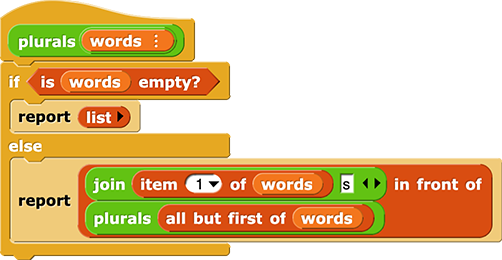 plurals words ⋮
if is words empty?
report list
else
report join item 1 of words s in front of
plurals all but first of words